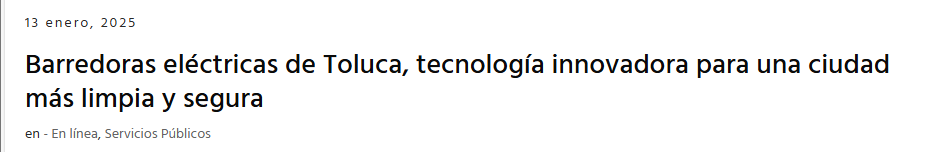 13 enero, 2025
Barredoras eléctricas de Toluca, tecnología innovadora para una ciudad
más limpia y segura
en - En línea, Servicios Públicos